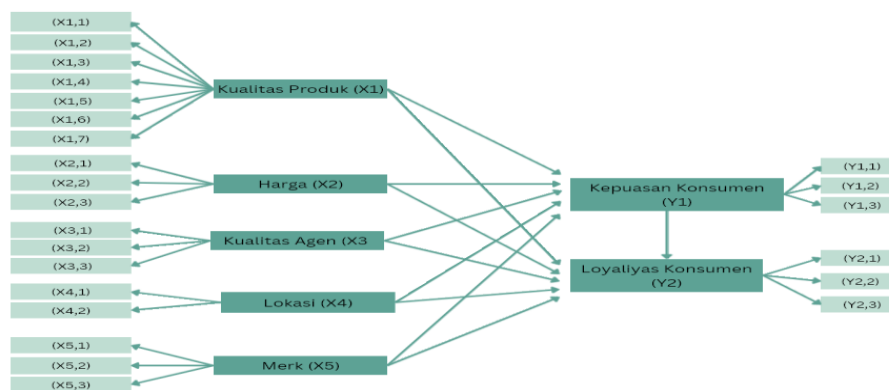 (X1,1)
(X1,2)
(X1,3)
(X1,4)
(X1,5)
(X1,6)
(X1,7)
Kualitas Produk (X1)
(X2,1)
(X2,2)
(X2,3)
Harga (X2)
(X3,1)
(X3,2)
(X3,3)
Kualitas Agen (X3
(X4,1)
(X4,2)
Lokasi (X4)
(X5,1)
(X5,2)
(X5,3)
Merk (X5)
Kepuasan Konsumen
(Y1)
(Y1,1)
(Y1,2)
(Y1,3)
Loyaliyas Konsumen
(Y2)
(Y2,1)
(Y2,2)
(Y2,3)